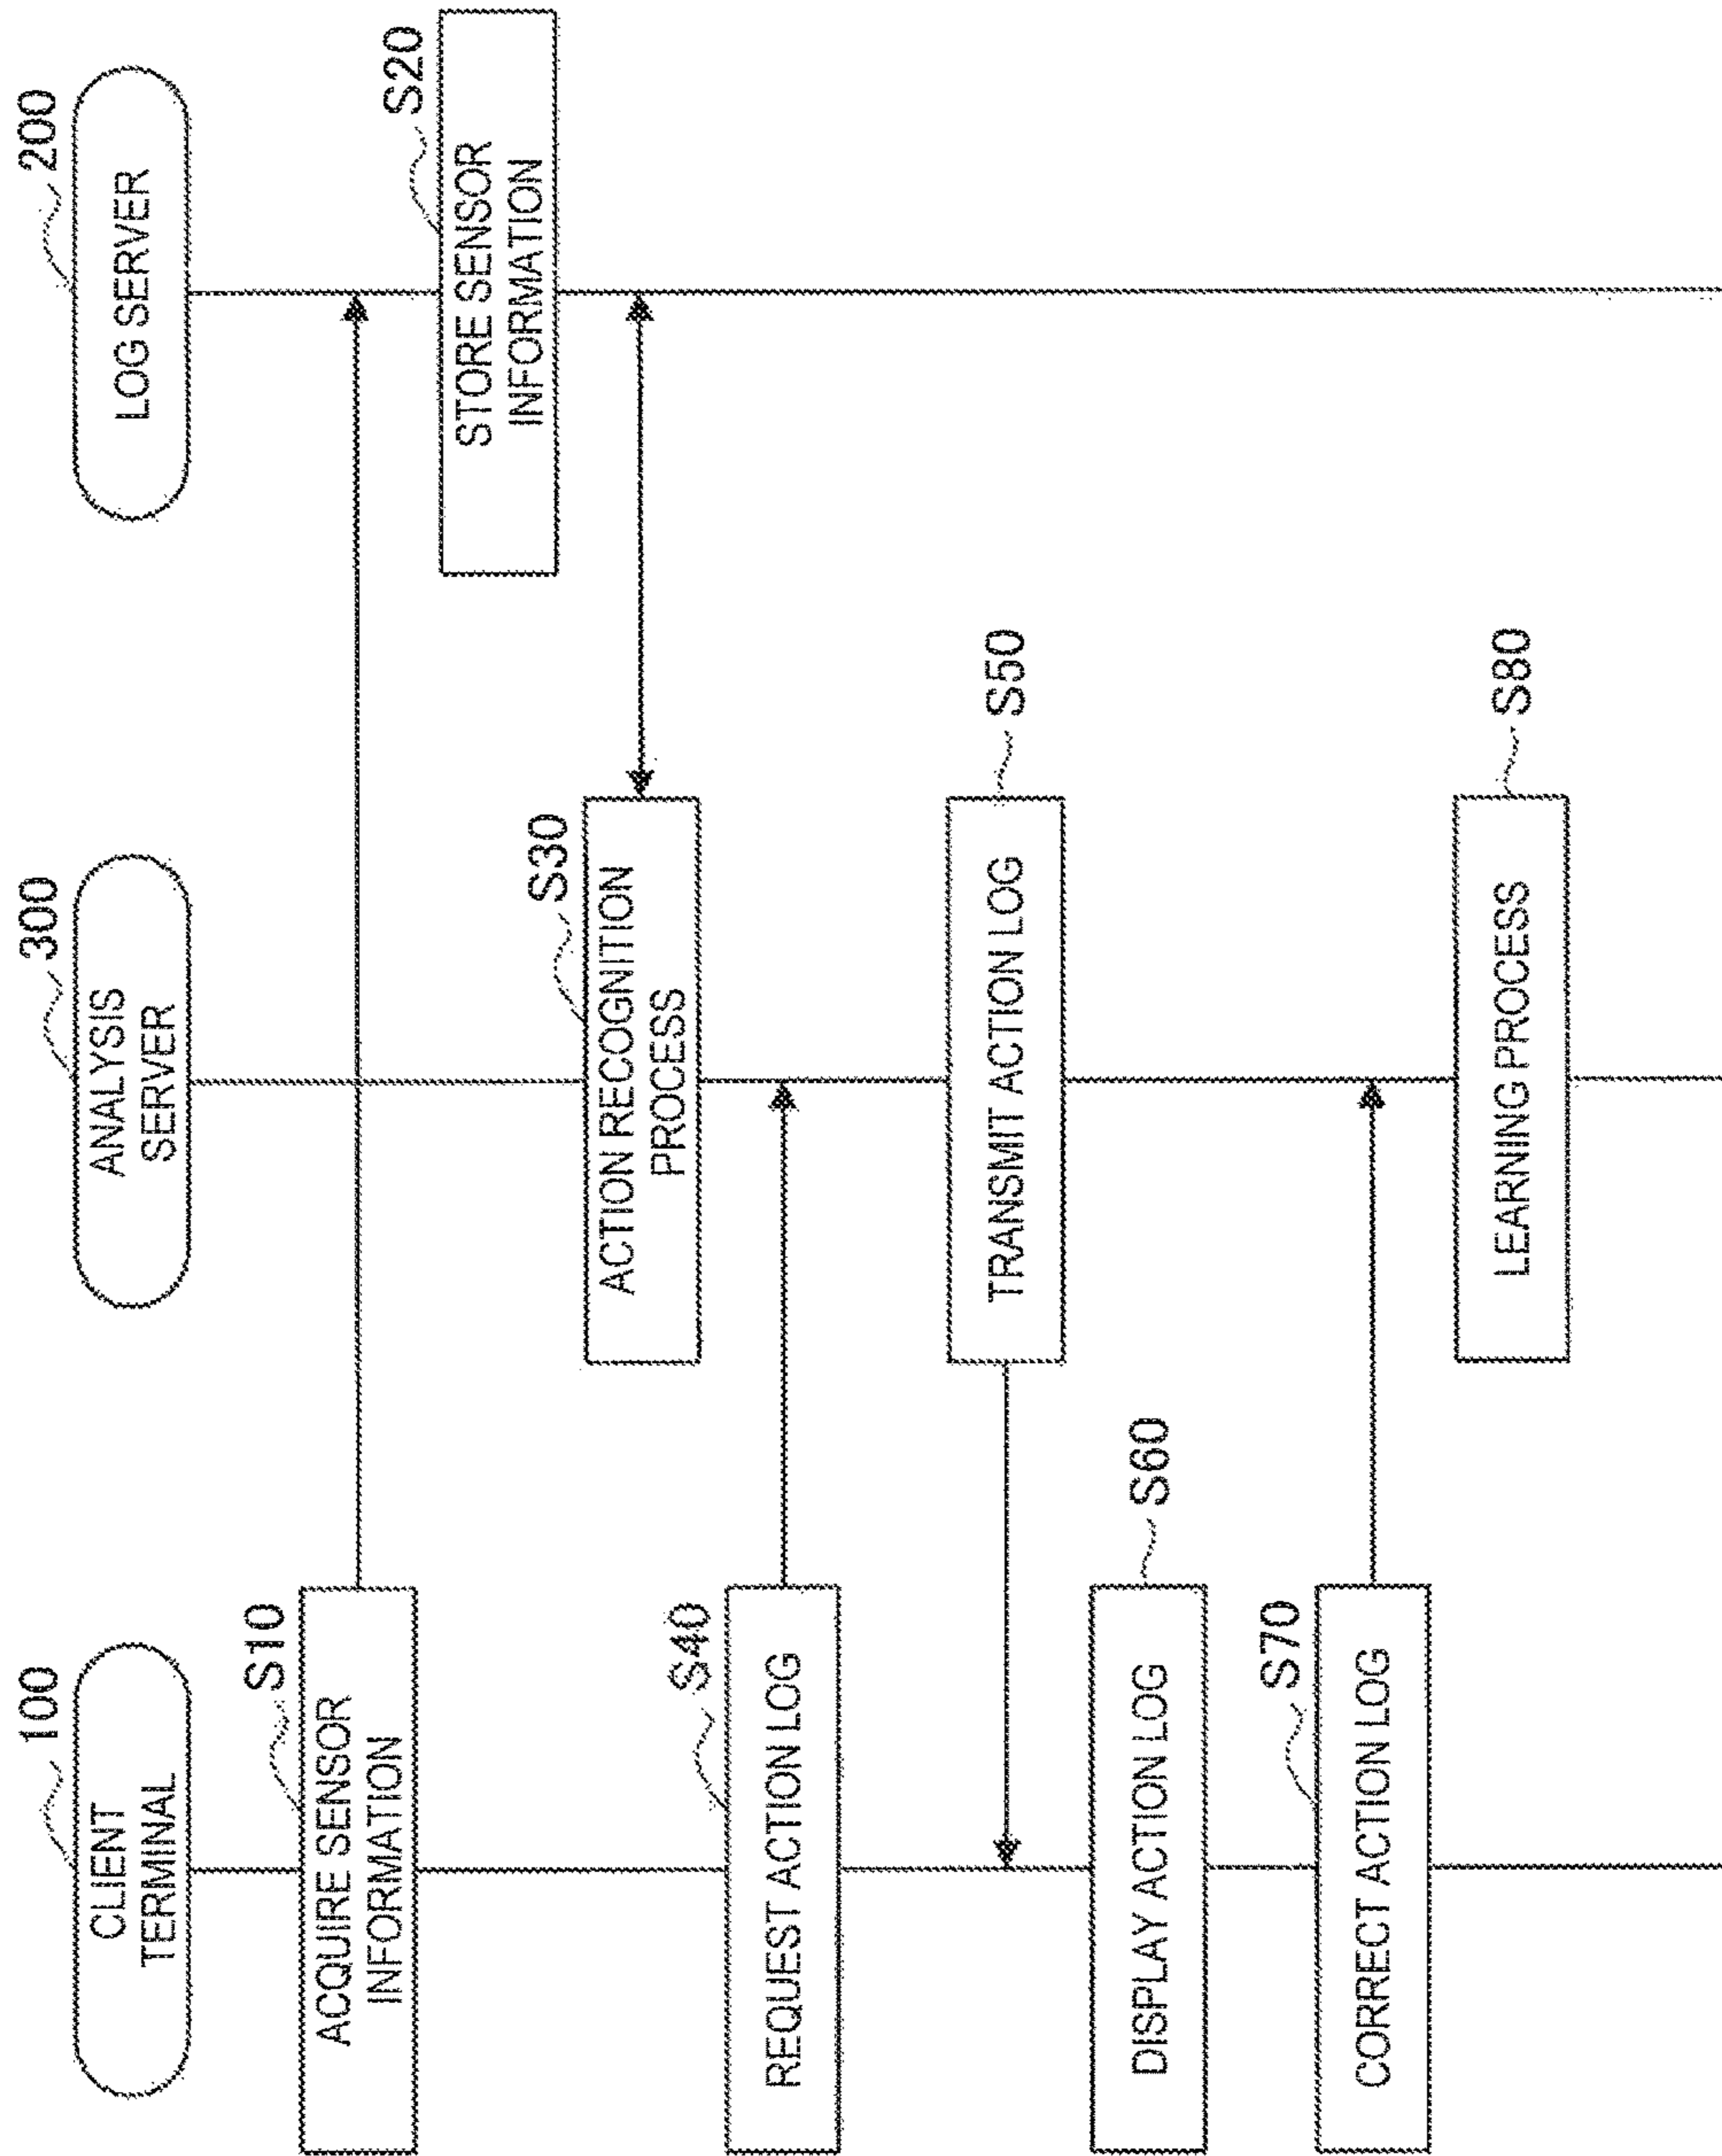 100
CLIENT
TERMINAL
300
ANALYSIS
SERVER
200
LOG SERVER
S10
ACQUIRE SENSOR
INFORMATION
S20
STORE SENSOR
INFORMATION
S30
ACTION RECOGNITION
PROCESS
S40
REQUEST ACTION LOG
S50
TRANSMIT ACTION LOG
S60
DISPLAY ACTION LOG
S70
CORRECT ACTION LOG
S80
LEARNING PROCESS